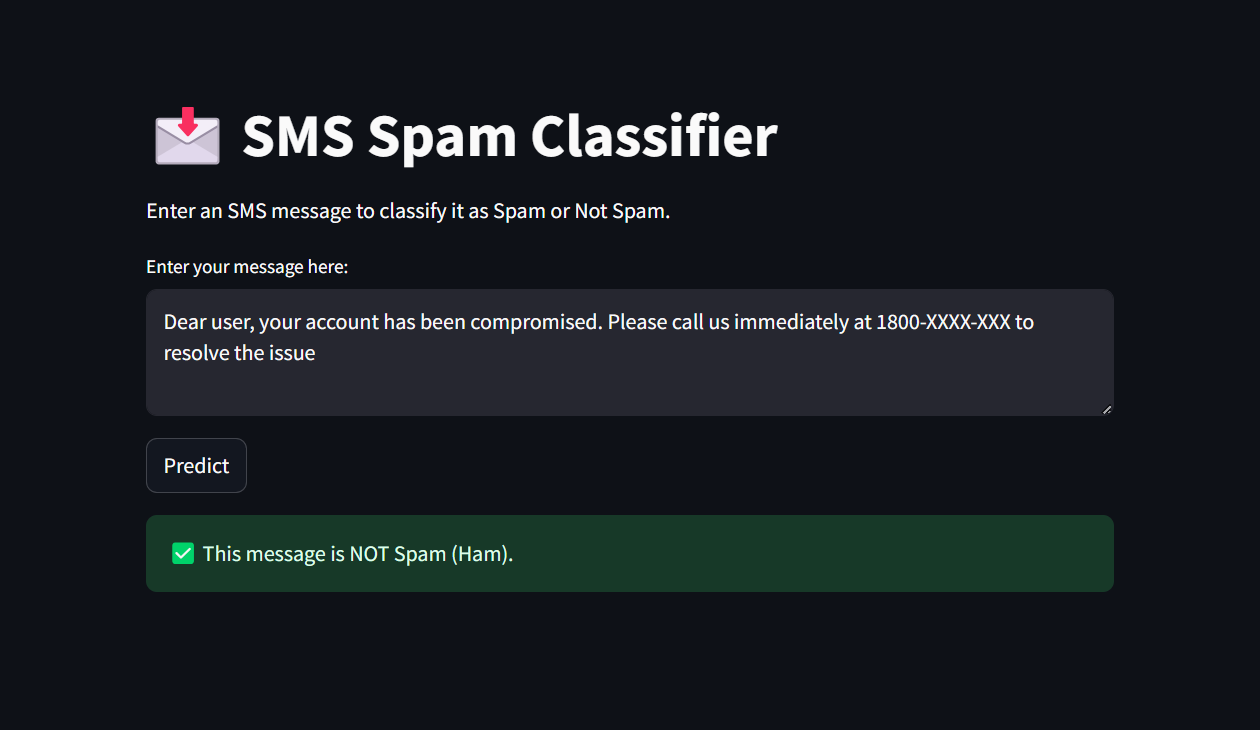 SMS Spam Classifier
Enter an SMS message to classify it as Spam or Not Spam.
Enter your message here:
Dear user, your account has been compromised. Please call us immediately at 1800-XXXX-XXX to
resolve the issue
Predict
This message is NOT Spam (Ham).